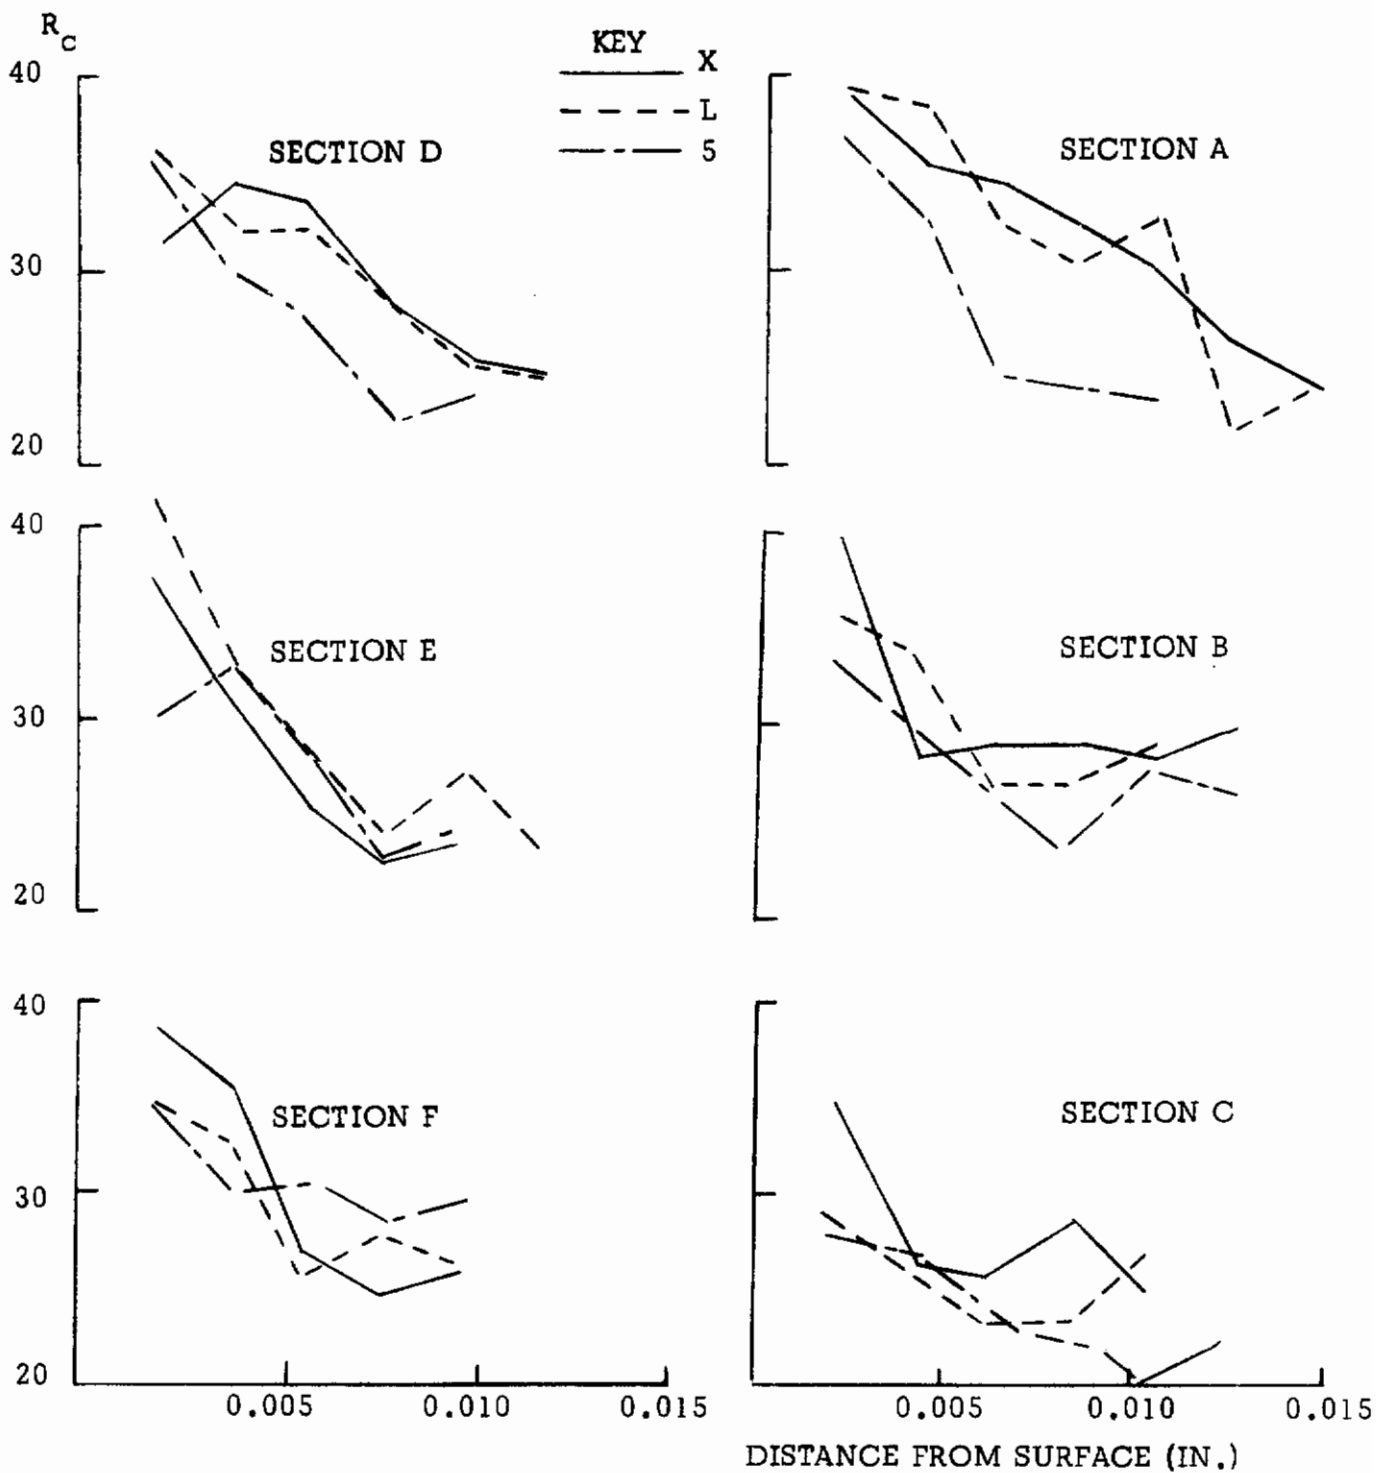 R_c
KEY
X
L
5
40
30
20
SECTION D
SECTION A
40
30
20
SECTION E
SECTION B
40
30
20
SECTION F
SECTION C
0.005 0.010 0.015
0.005 0.010 0.015
DISTANCE FROM SURFACE (IN.)